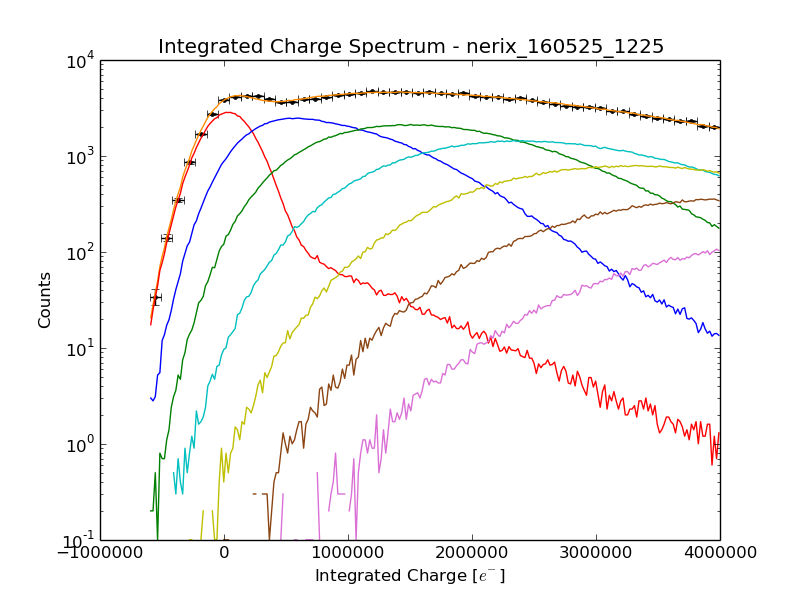 Integrated Charge Spectrum - nerix_160525_1225
10^4
10^3
10^2
10^1
10^0
10^-1
Counts
−1000000 0 1000000 2000000 3000000 4000000
Integrated Charge [e^-]